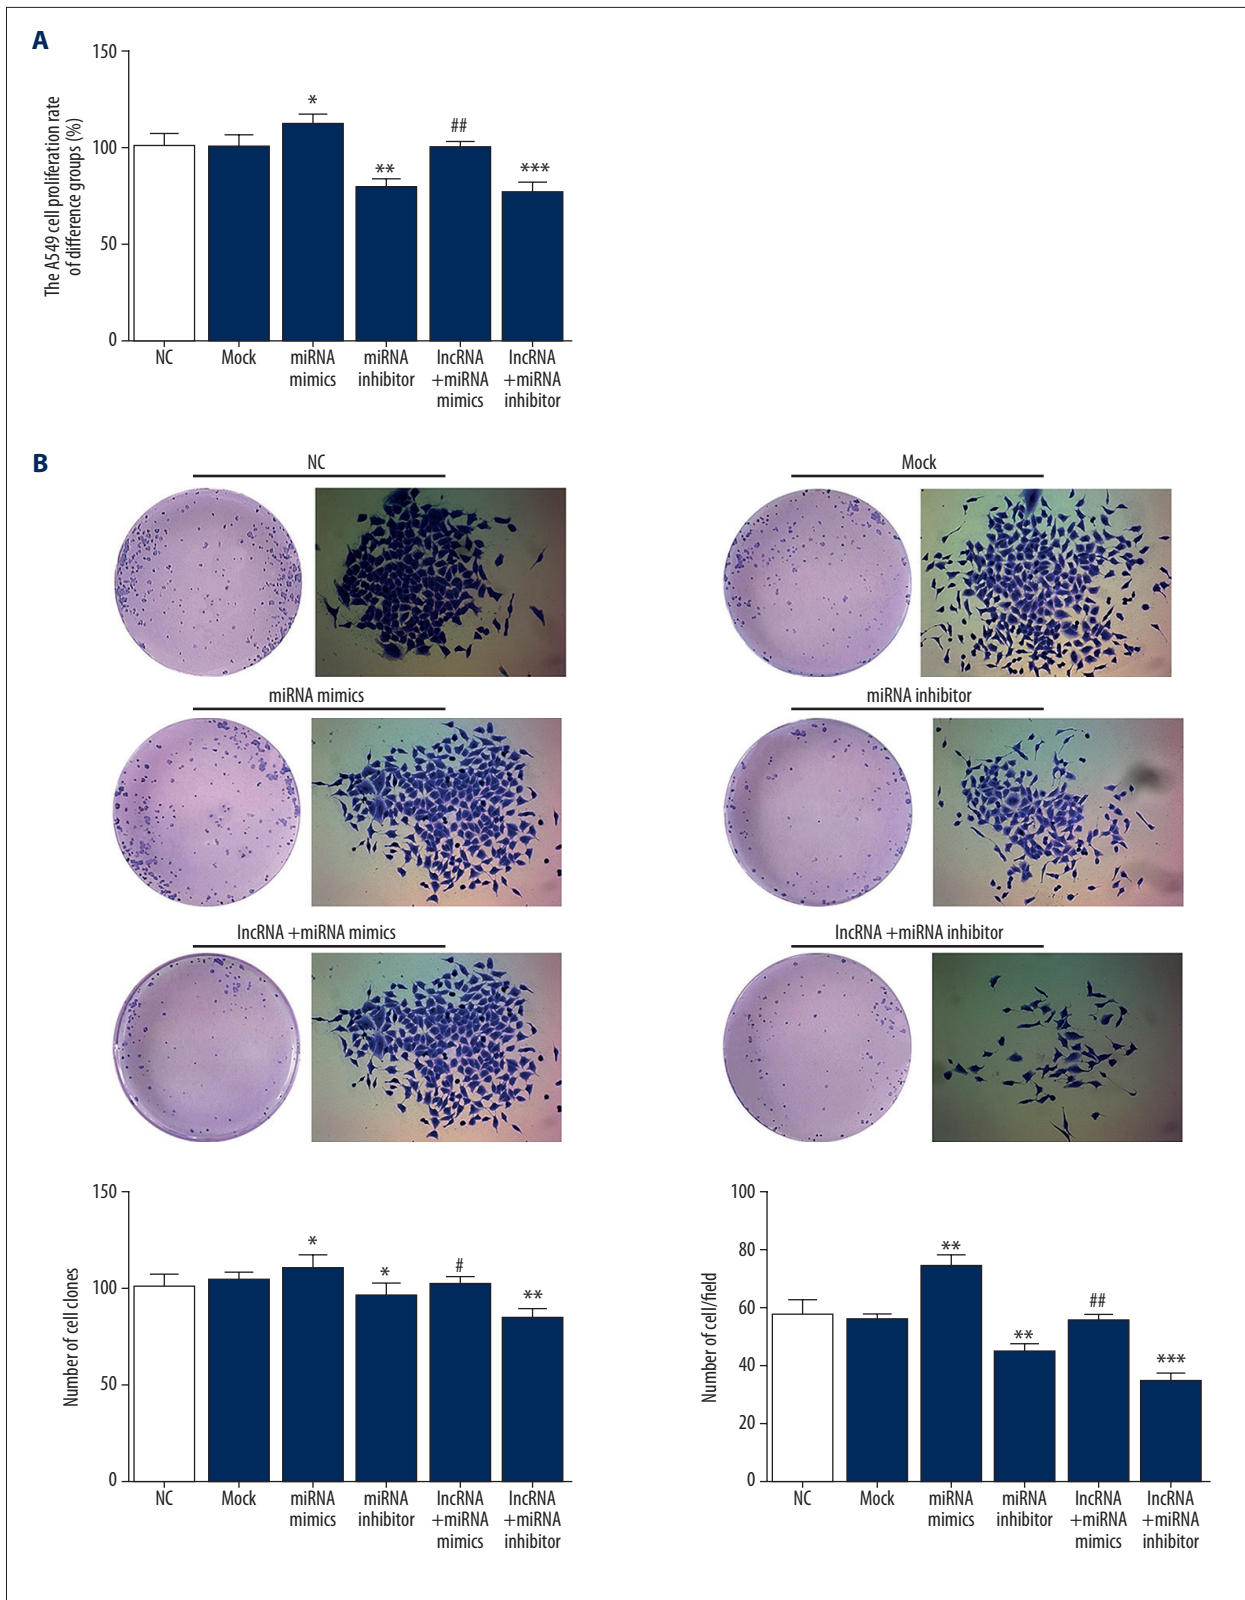 A
150
100
50
0
The A549 cell proliferation rate
of difference groups (%)
*
**
##
***
NC
Mock
miRNA
mimics
miRNA
inhibitor
lncRNA
+miRNA
mimics
lncRNA
+miRNA
inhibitor
B
NC
Mock
miRNA mimics
miRNA inhibitor
lncRNA +miRNA mimics
lncRNA +miRNA inhibitor
150
100
50
0
Number of cell clones
*
*
#
**
NC
Mock
miRNA
mimics
miRNA
inhibitor
lncRNA
+miRNA
mimics
lncRNA
+miRNA
inhibitor
100
80
60
40
20
0
Number of cell/field
**
**
##
***
NC
Mock
miRNA
mimics
miRNA
inhibitor
lncRNA
+miRNA
mimics
lncRNA
+miRNA
inhibitor